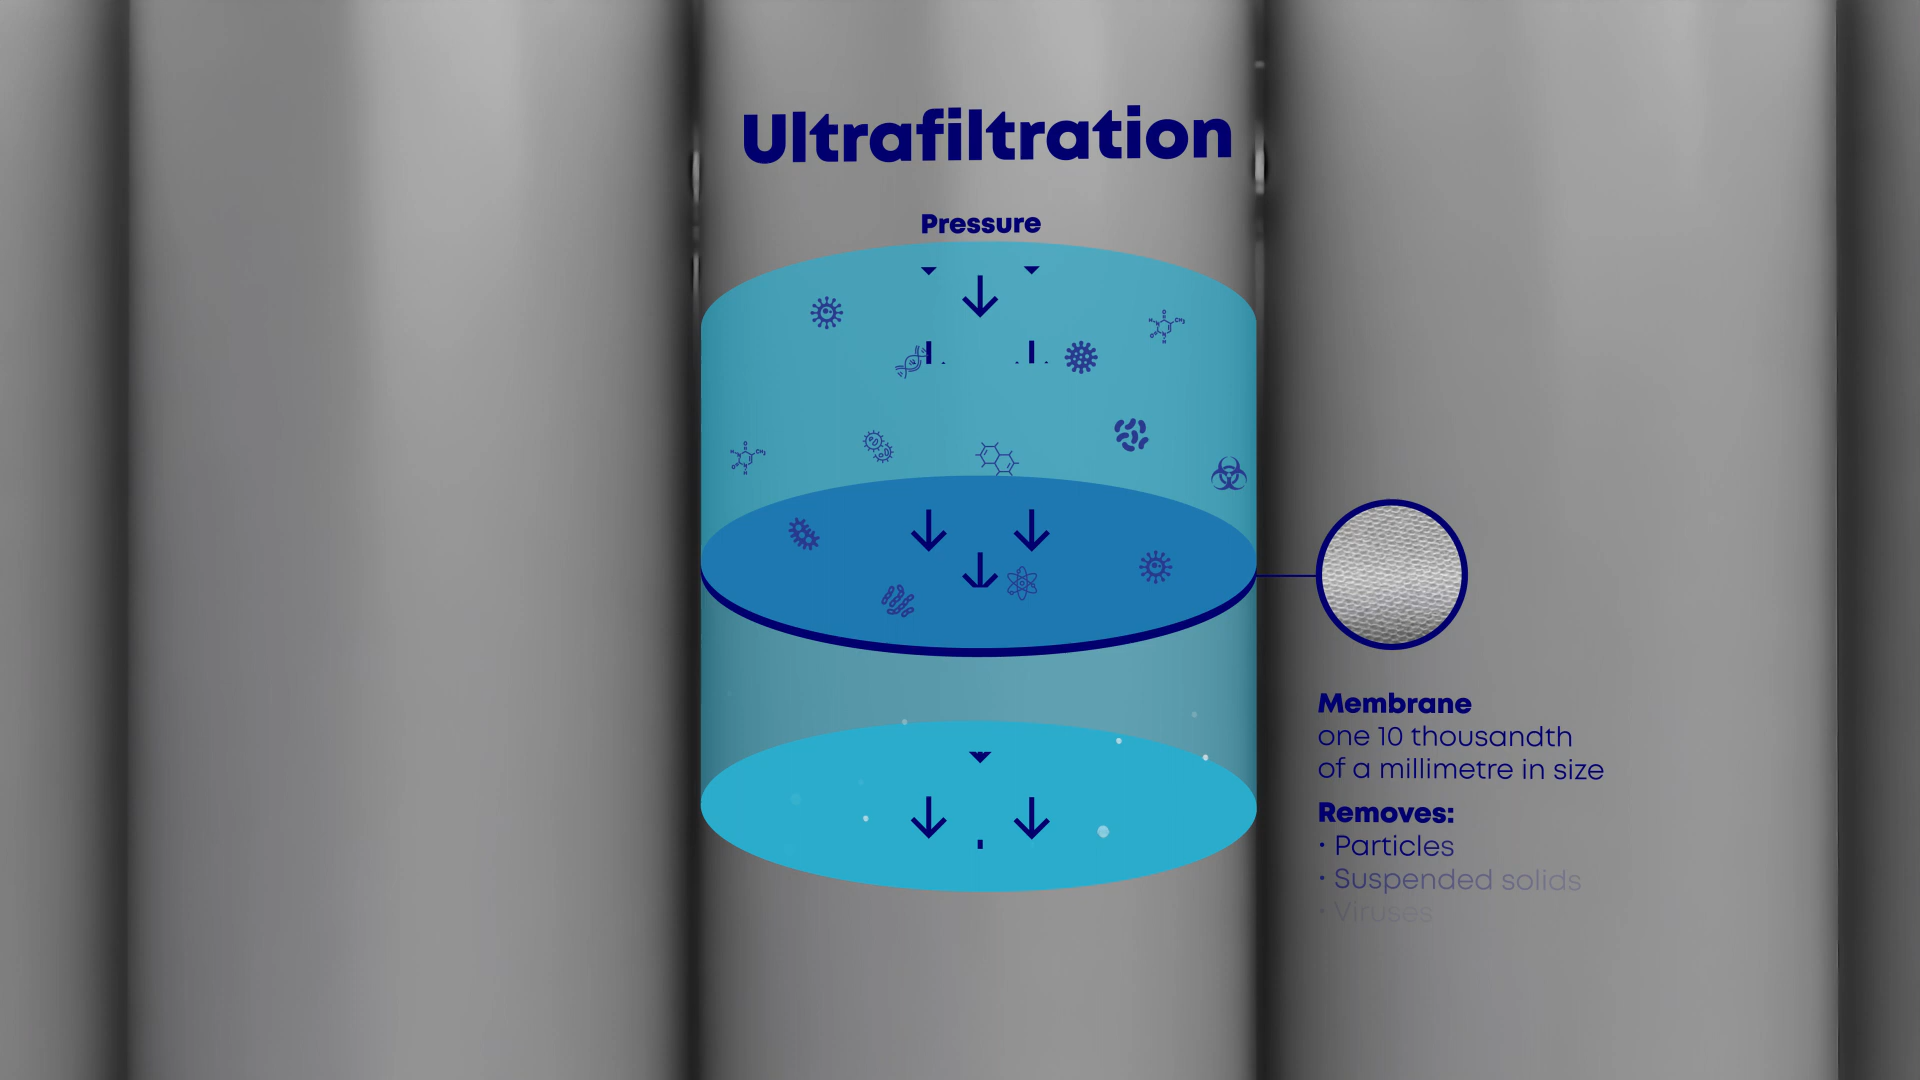 Ultrafiltration
Pressure
Membrane
one 10 thousandth
of a millimetre in size
Removes:
• Particles
• Suspended solids
• Viruses